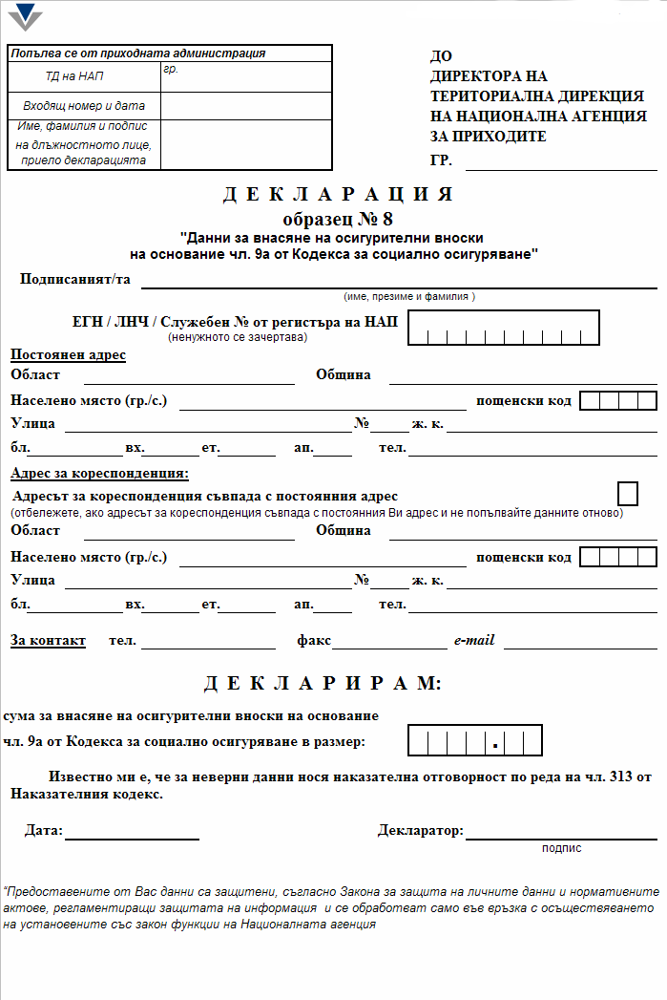 Попълва се от приходната администрация
ТД на НАП
гр.
Входящ номер и дата
Име, фамилия и подпис
на длъжностното лице,
приело декларацията
ДО
ДИРЕКТОРА НА
ТЕРИТОРИАЛНА ДИРЕКЦИЯ
НА НАЦИОНАЛНА АГЕНЦИЯ
ЗА ПРИХОДИТЕ
ГР.
Д Е К Л А Р А Ц И Я
образец № 8
"Данни за внасяне на осигурителни вноски
на основание чл. 9а от Кодекса за социално осигуряване"
Подписаният/та
(име, презиме и фамилия )
ЕГН / ЛНЧ / Служебен № от регистъра на НАП
(ненужното се зачертава)
Постоянен адрес
Област Община
Населено място (гр./с.) пощенски код
Улица № ж. к.
бл. вх. ет. ап. тел.
Адрес за кореспонденция:
Адресът за кореспонденция съвпада с постоянния адрес
(отбележете, ако адресът за кореспонденция съвпада с постоянния Ви адрес и не попълвайте данните отново)
Област Община
Населено място (гр./с.) пощенски код
Улица № ж. к.
бл. вх. ет. ап. тел.
За контакт тел. факс e-mail
Д Е К Л А Р И Р А М:
сума за внасяне на осигурителни вноски на основание
чл. 9а от Кодекса за социално осигуряване в размер: .
Известно ми е, че за неверни данни нося наказателна отговорност по реда на чл. 313 от
Наказателния кодекс.
Дата: Декларатор:
подпис
"Предоставените от Вас данни са защитени, съгласно Закона за защита на личните данни и нормативните
актове, регламентиращи защитата на информация и се обработват само във връзка с осъществяването
на установените със закон функции на Националната агенция